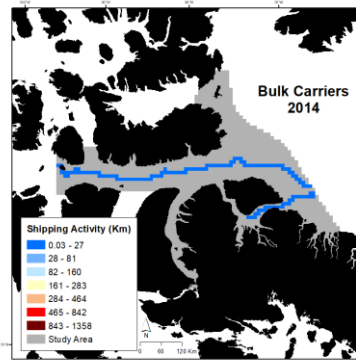 Bulk Carriers
2014
Shipping Activity (Km)
0.03 - 27
28 - 81
82 - 160
161 - 283
284 - 464
465 - 842
843 - 1358
Study Area
N
60
120 Km